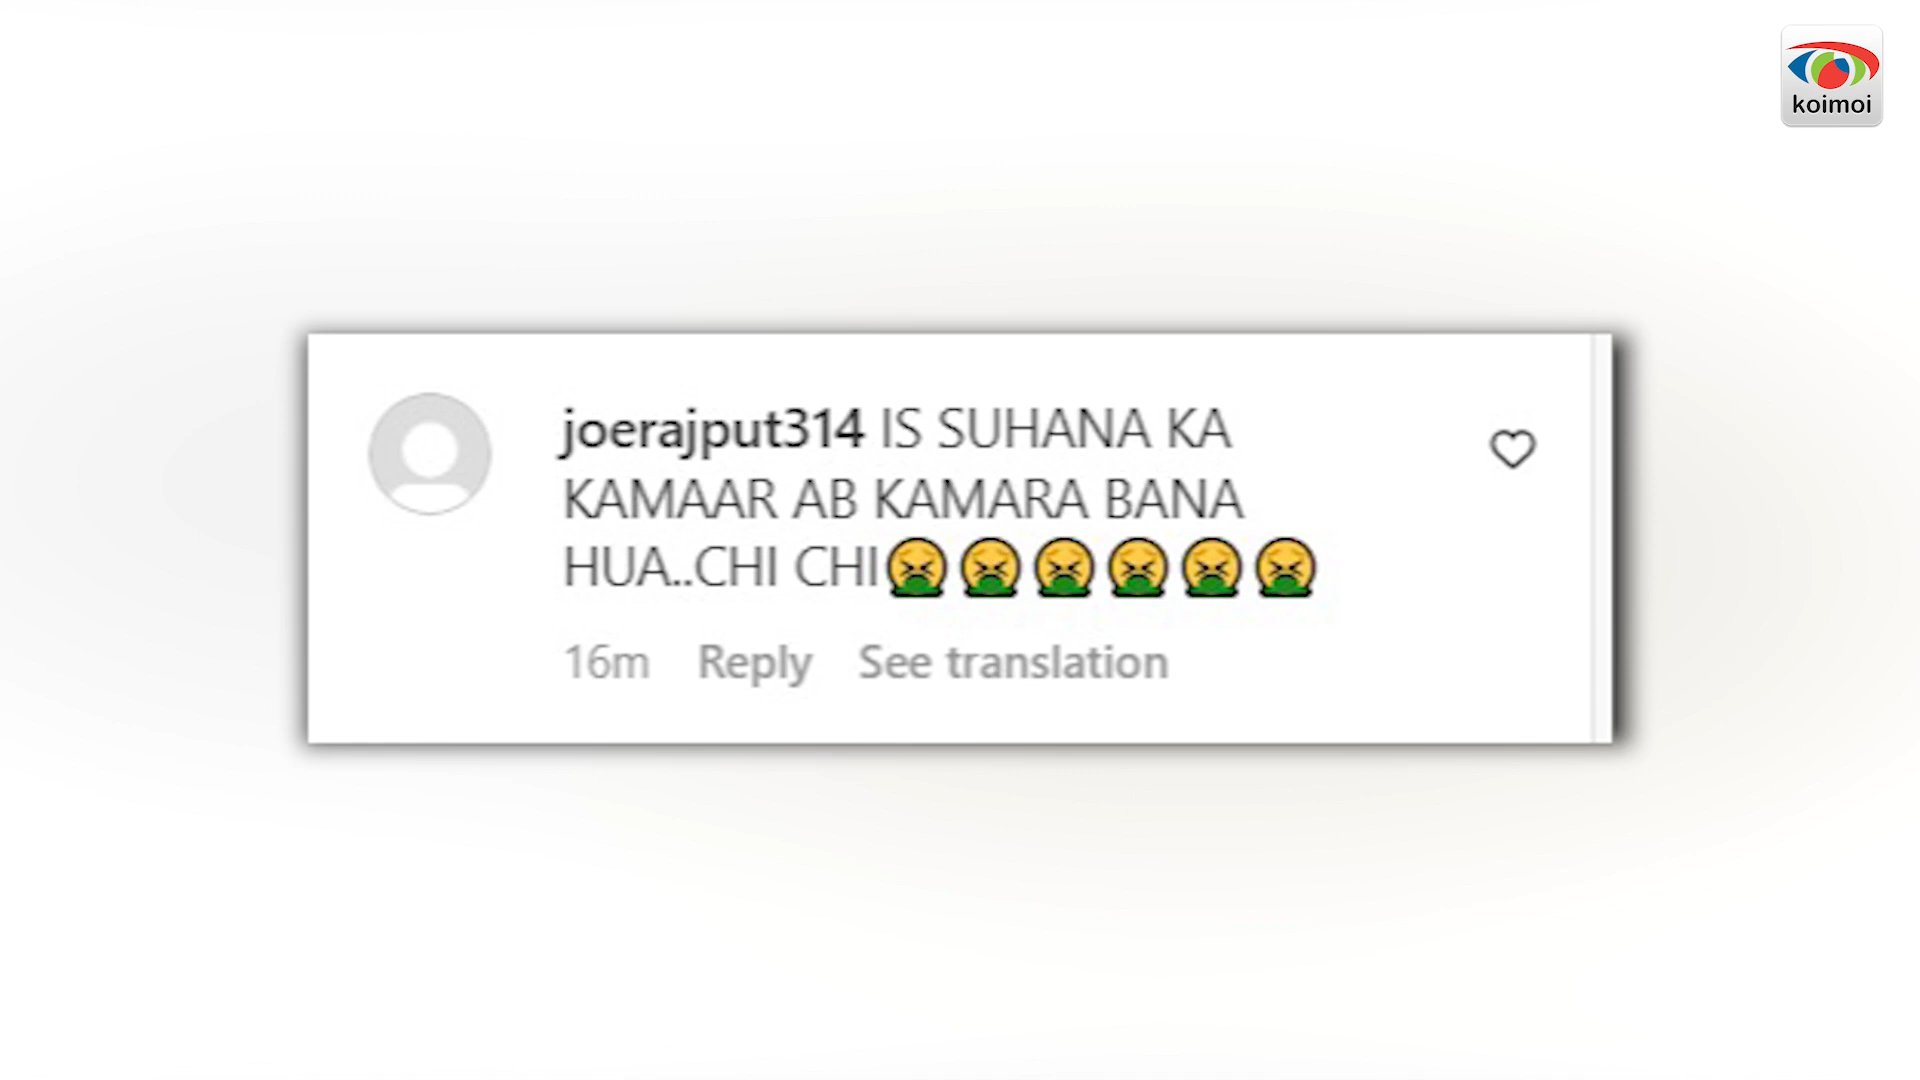 koimoi
joerajput314 IS SUHANA KA
KAMAAR AB KAMARA BANA
HUA..CHI CHI🤮🤮🤮🤮🤮🤮
16m Reply See translation